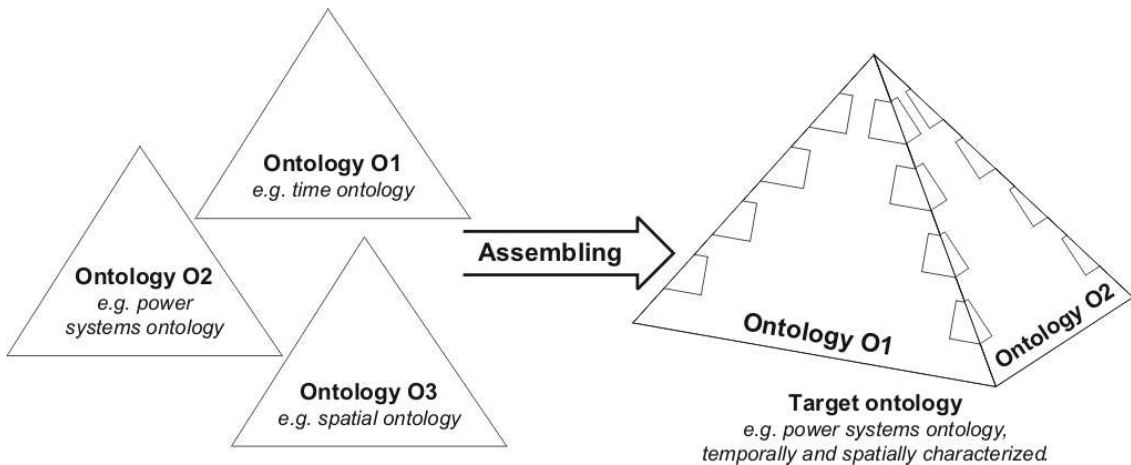 Ontology O1
e.g. time ontology
Ontology O2
e.g. power
systems ontology
Ontology O3
e.g. spatial ontology
Assembling
Ontology O1
Ontology O2
Target ontology
e.g. power systems ontology,
temporally and spatially characterized.